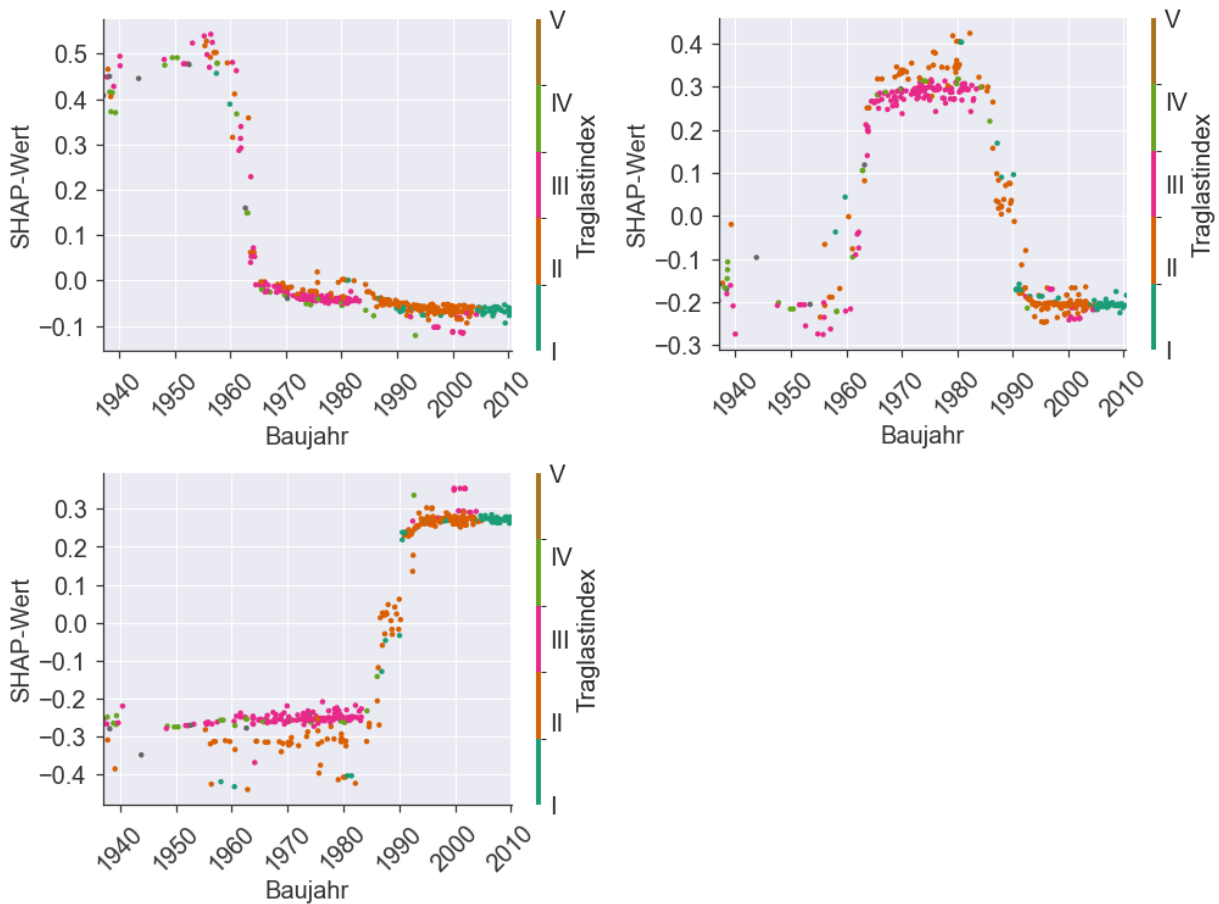 0.5
0.4
0.3
0.2
0.1
0.0
−0.1
SHAP-Wert
1940
1950
1960
1970
1980
1990
2000
2010
Baujahr
V
IV
III
II
I
Traglastindex
0.4
0.3
0.2
0.1
0.0
−0.1
−0.2
−0.3
SHAP-Wert
1940
1950
1960
1970
1980
1990
2000
2010
Baujahr
V
IV
III
II
I
Traglastindex
0.3
0.2
0.1
0.0
−0.1
−0.2
−0.3
−0.4
SHAP-Wert
1940
1950
1960
1970
1980
1990
2000
2010
Baujahr
V
IV
III
II
I
Traglastindex